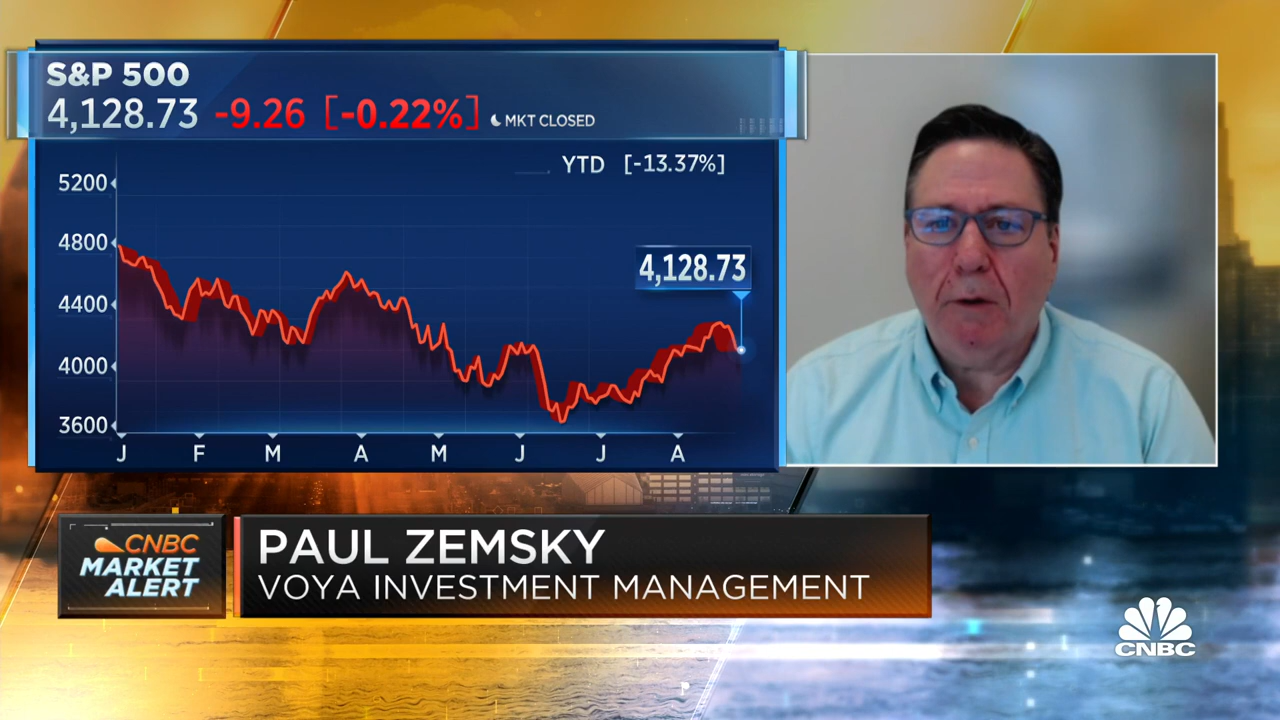 S&P 500
4,128.73 -9.26 [-0.22%] MKT CLOSED
YTD [-13.37%]
5200
4800
4400
4000
3600
4,128.73
J F M A M J J A
CNBC
MARKET
ALERT
PAUL ZEMSKY
VOYA INVESTMENT MANAGEMENT
CNBC
P